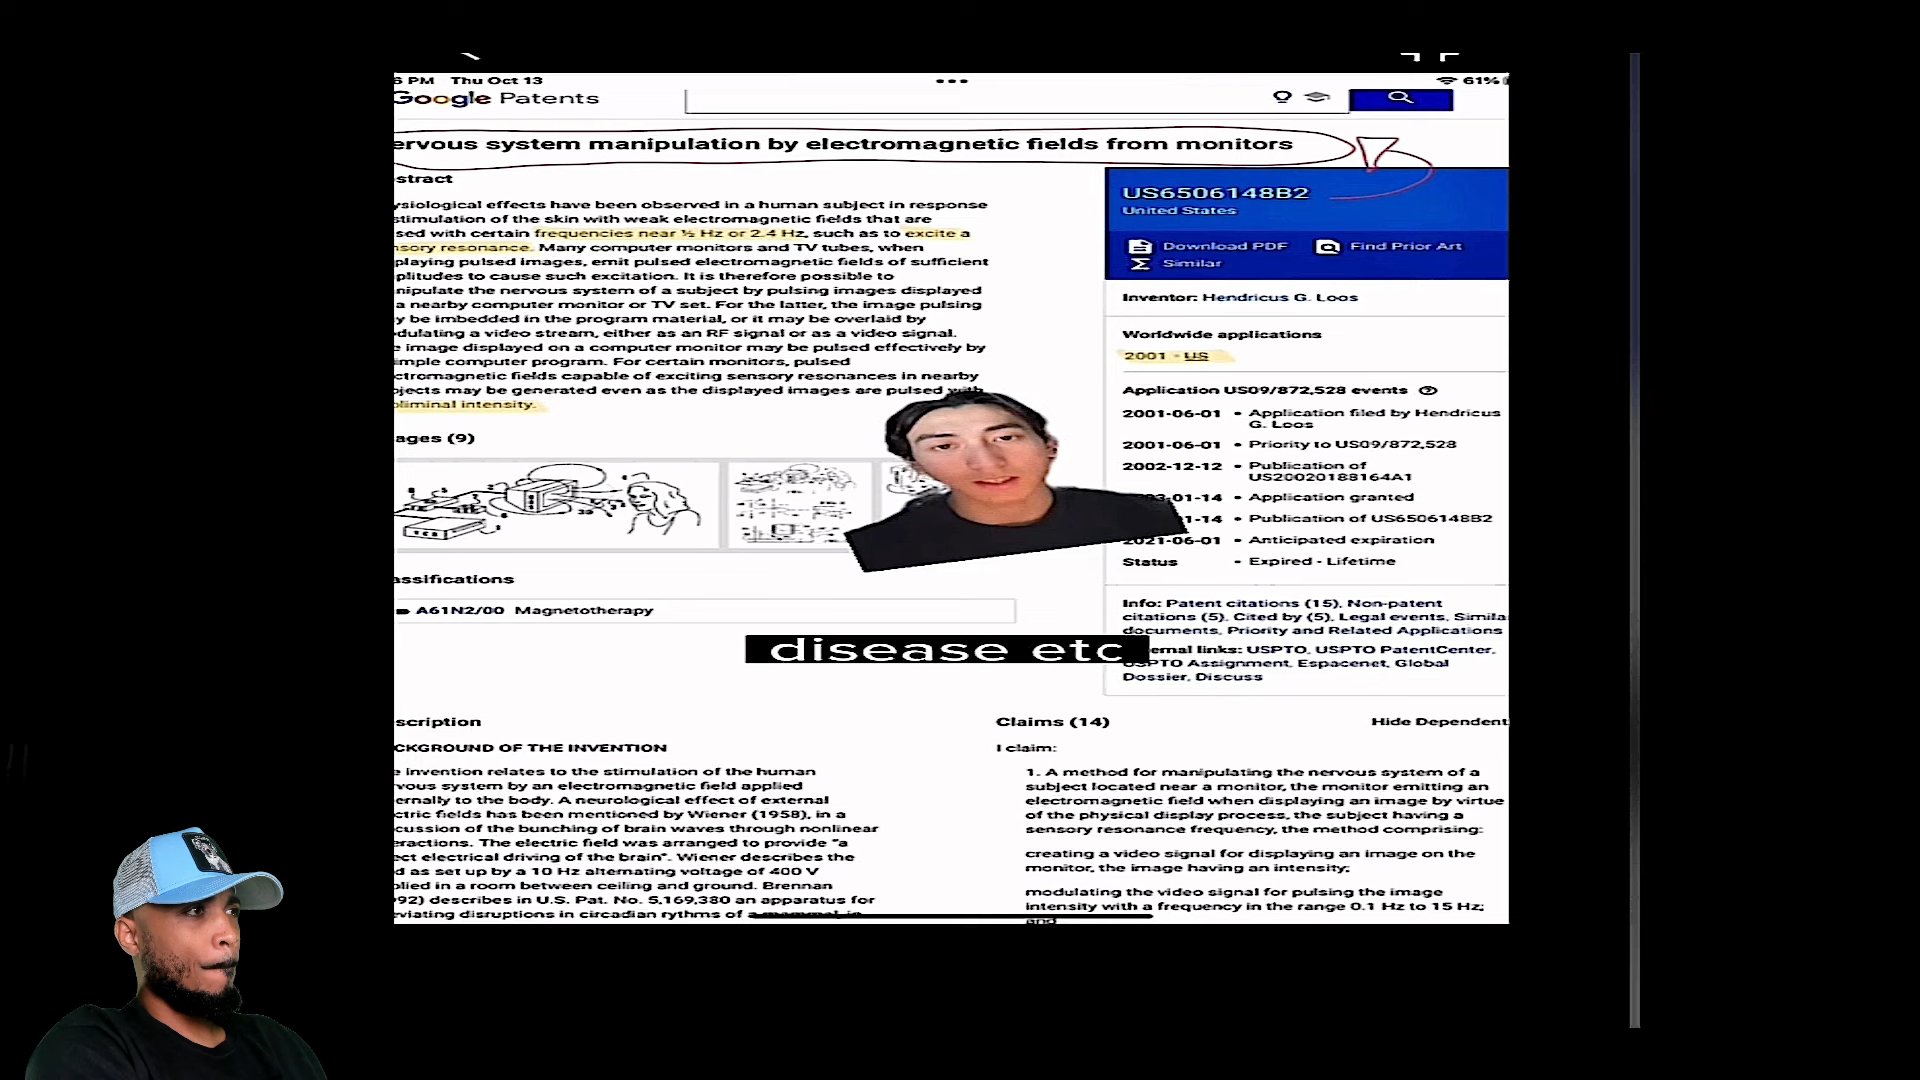 6 PM Thu Oct 13
61%
Google Patents
ervous system manipulation by electromagnetic fields from monitors
stract
ysiological effects have been observed in a human subject in response
stimulation of the skin with weak electromagnetic fields that are
sed with certain frequencies near ½ Hz or 2.4 Hz, such as to excite a
nsory resonance. Many computer monitors and TV tubes, when
playing pulsed images, emit pulsed electromagnetic fields of sufficient
plitudes to cause such excitation. It is therefore possible to
nipulate the nervous system of a subject by pulsing images displayed
a nearby computer monitor or TV set. For the latter, the image pulsing
y be imbedded in the program material, or it may be overlaid by
dulating a video stream, either as an RF signal or as a video signal.
e image displayed on a computer monitor may be pulsed effectively by
imple computer program. For certain monitors, pulsed
ctromagnetic fields capable of exciting sensory resonances in nearby
bjects may be generated even as the displayed images are pulsed with
bliminal intensity.
ages (9)
assifications
A61N2/00 Magnetotherapy
US6506148B2
United States
Download PDF Find Prior Art
Similar
Inventor: Hendricus G. Loos
Worldwide applications
2001 - US
Application US09/872,528 events
2001-06-01 • Application filed by Hendricus
G. Loos
2001-06-01 • Priority to US09/872,528
2002-12-12 • Publication of
US20020188164A1
01-14 • Application granted
1-14 • Publication of US6506148B2
2021-06-01 • Anticipated expiration
Status • Expired - Lifetime
Info: Patent citations (15), Non-patent
citations (5), Cited by (5), Legal events, Simila
documents, Priority and Related Applications
ernal links: USPTO, USPTO PatentCenter,
USPTO Assignment, Espacenet, Global
Dossier, Discuss
disease etc
scription
CKGROUND OF THE INVENTION
e invention relates to the stimulation of the human
vous system by an electromagnetic field applied
ernally to the body. A neurological effect of external
ctric fields has been mentioned by Wiener (1958), in a
cussion of the bunching of brain waves through nonlinear
eractions. The electric field was arranged to provide "a
ect electrical driving of the brain". Wiener describes the
d as set up by a 10 Hz alternating voltage of 400 V
plied in a room between ceiling and ground. Brennan
92) describes in U.S. Pat. No. 5,169,380 an apparatus for
eviating disruptions in circadian rythms of a mammal, in
Claims (14)
Hide Dependent
I claim:
1. A method for manipulating the nervous system of a
subject located near a monitor, the monitor emitting an
electromagnetic field when displaying an image by virtue
of the physical display process, the subject having a
sensory resonance frequency, the method comprising:
creating a video signal for displaying an image on the
monitor, the image having an intensity;
modulating the video signal for pulsing the image
intensity with a frequency in the range 0.1 Hz to 15 Hz;
and